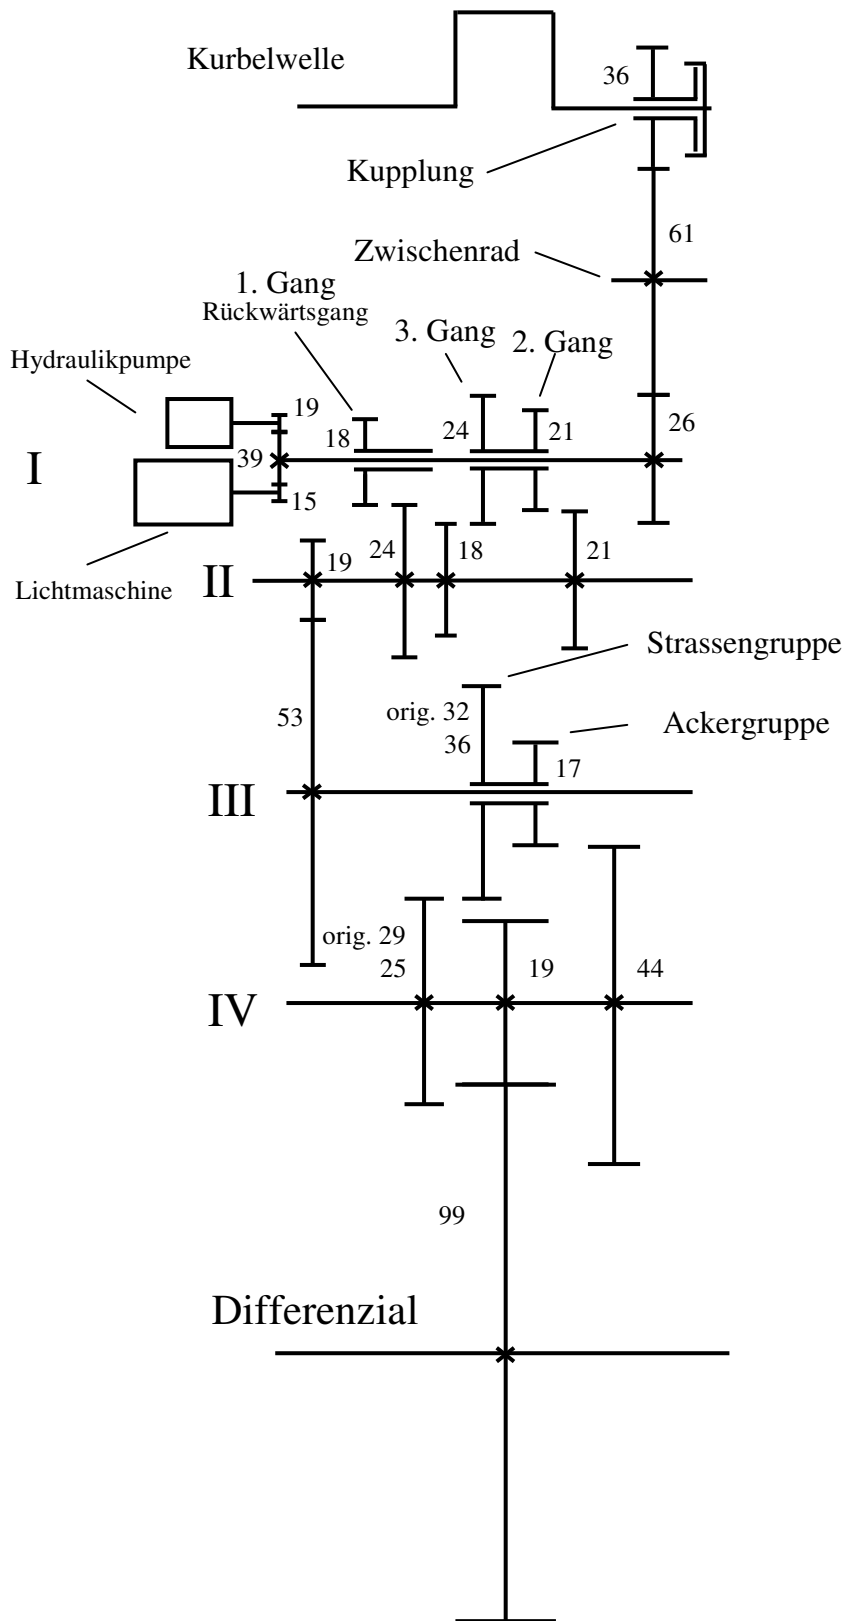 Kurbelwelle
36
Kupplung
61
Zwischenrad
1. Gang
Rückwärtsgang
3. Gang
2. Gang
Hydraulikpumpe
19
18
24
21
26
39
I
15
24
18
21
19
Lichtmaschine
II
Strassengruppe
orig. 32
36
Ackergruppe
53
17
III
orig. 29
25
19
44
IV
99
Differenzial